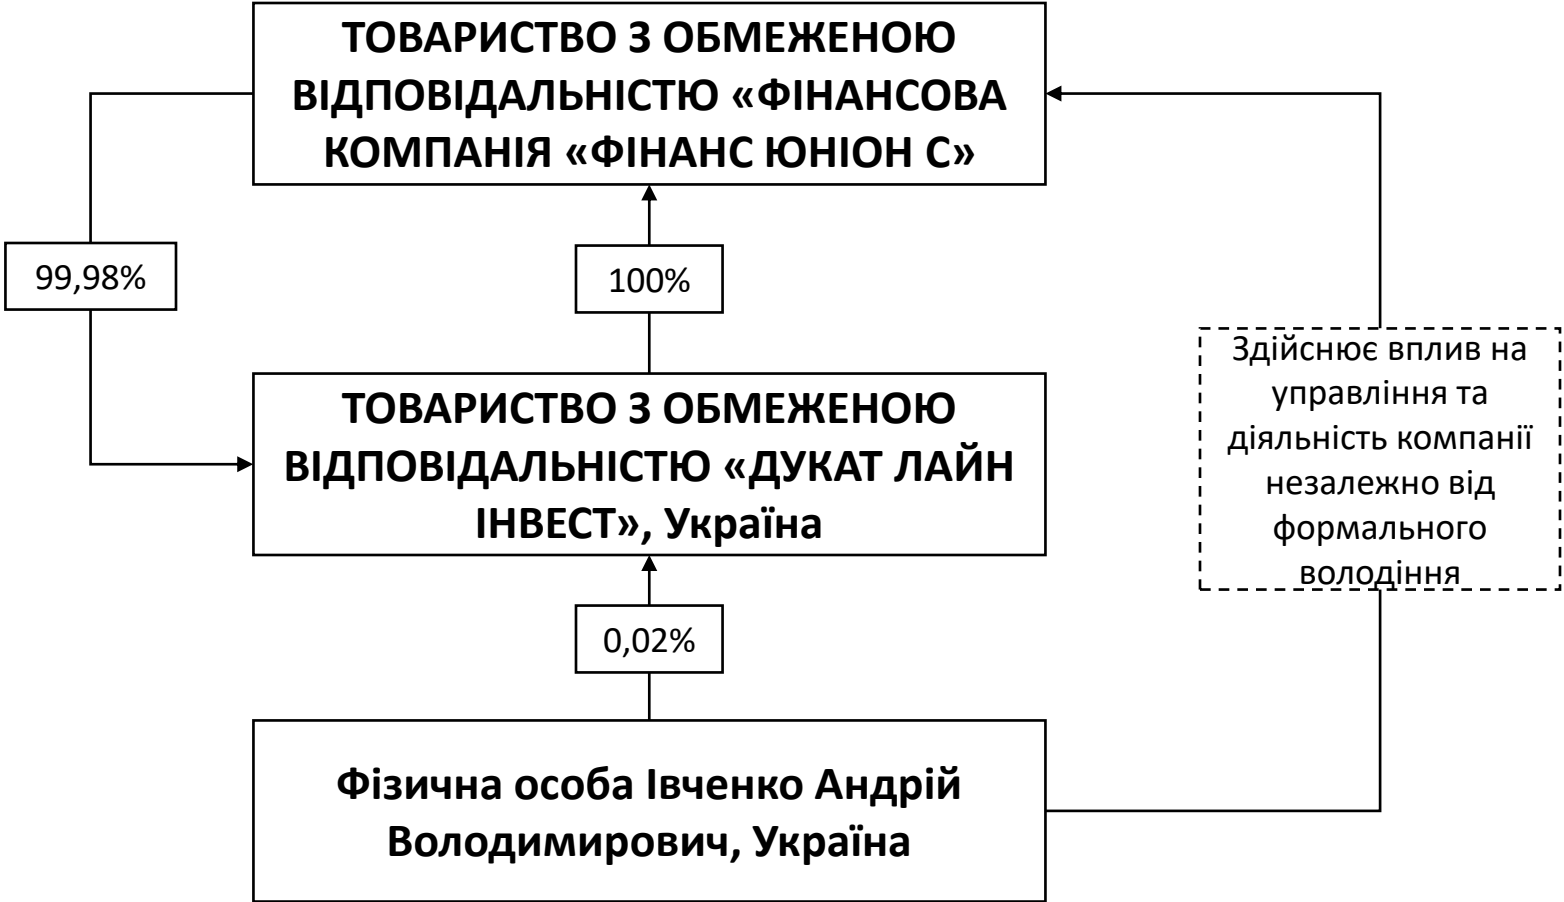 ТОВАРИСТВО З ОБМЕЖЕНОЮ
ВІДПОВІДАЛЬНІСТЮ «ФІНАНСОВА
КОМПАНІЯ «ФІНАНС ЮНІОН С»
99,98%
100%
ТОВАРИСТВО З ОБМЕЖЕНОЮ
ВІДПОВІДАЛЬНІСТЮ «ДУКАТ ЛАЙН
ІНВЕСТ», Україна
Здійснює вплив на
управління та
діяльність компанії
незалежно від
формального
володіння
0,02%
Фізична особа Івченко Андрій
Володимирович, Україна